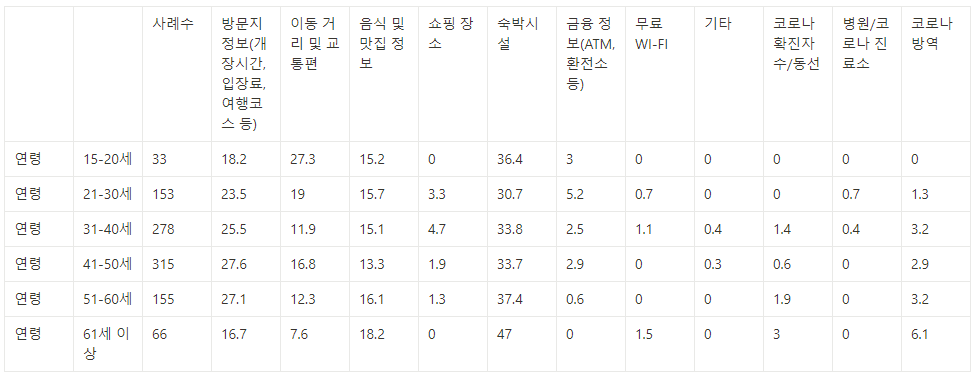 사례수 방문지 정보(개장시간, 입장료, 여행코스 등) 이동 거리 및 교통편 음식 및 맛집 정보 쇼핑 장소 숙박시설 금융 정보(ATM, 환전소 등) 무료 WI-FI 기타 코로나 확진자 수/동선 병원/코로나 진료소 코로나 방역
연령 15-20세 33 18.2 27.3 15.2 0 36.4 3 0 0 0 0 0
연령 21-30세 153 23.5 19 15.7 3.3 30.7 5.2 0.7 0 0 0.7 1.3
연령 31-40세 278 25.5 11.9 15.1 4.7 33.8 2.5 1.1 0.4 1.4 0.4 3.2
연령 41-50세 315 27.6 16.8 13.3 1.9 33.7 2.9 0 0.3 0.6 0 2.9
연령 51-60세 155 27.1 12.3 16.1 1.3 37.4 0.6 0 0 1.9 0 3.2
연령 61세 이상 66 16.7 7.6 18.2 0 47 0 1.5 0 3 0 6.1